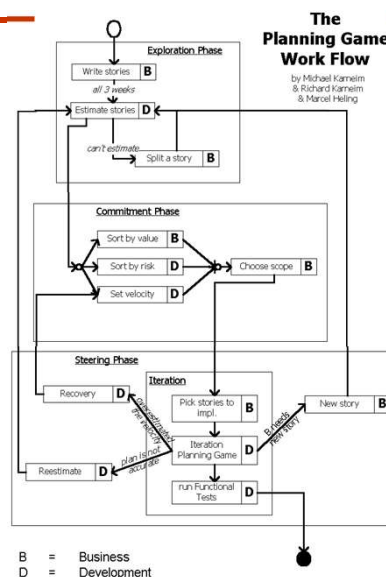 The
Planning Game
Work Flow
by Michael Karneim
& Richard Karneim
& Marcel Heling
Exploration Phase
Write stories B
all 3 weeks
Estimate stories D
can't estimate
Split a story B
Commitment Phase
Sort by value B
Sort by risk D
Choose scope B
Set velocity D
Steering Phase
Iteration
Recovery D
overestimated
the velocity
Pick stories to
impl. B
B needs
new story
New story B
Iteration
Planning Game D
Reestimate D
plan is not
accurate
run Functional
Tests D
B = Business
D = Development